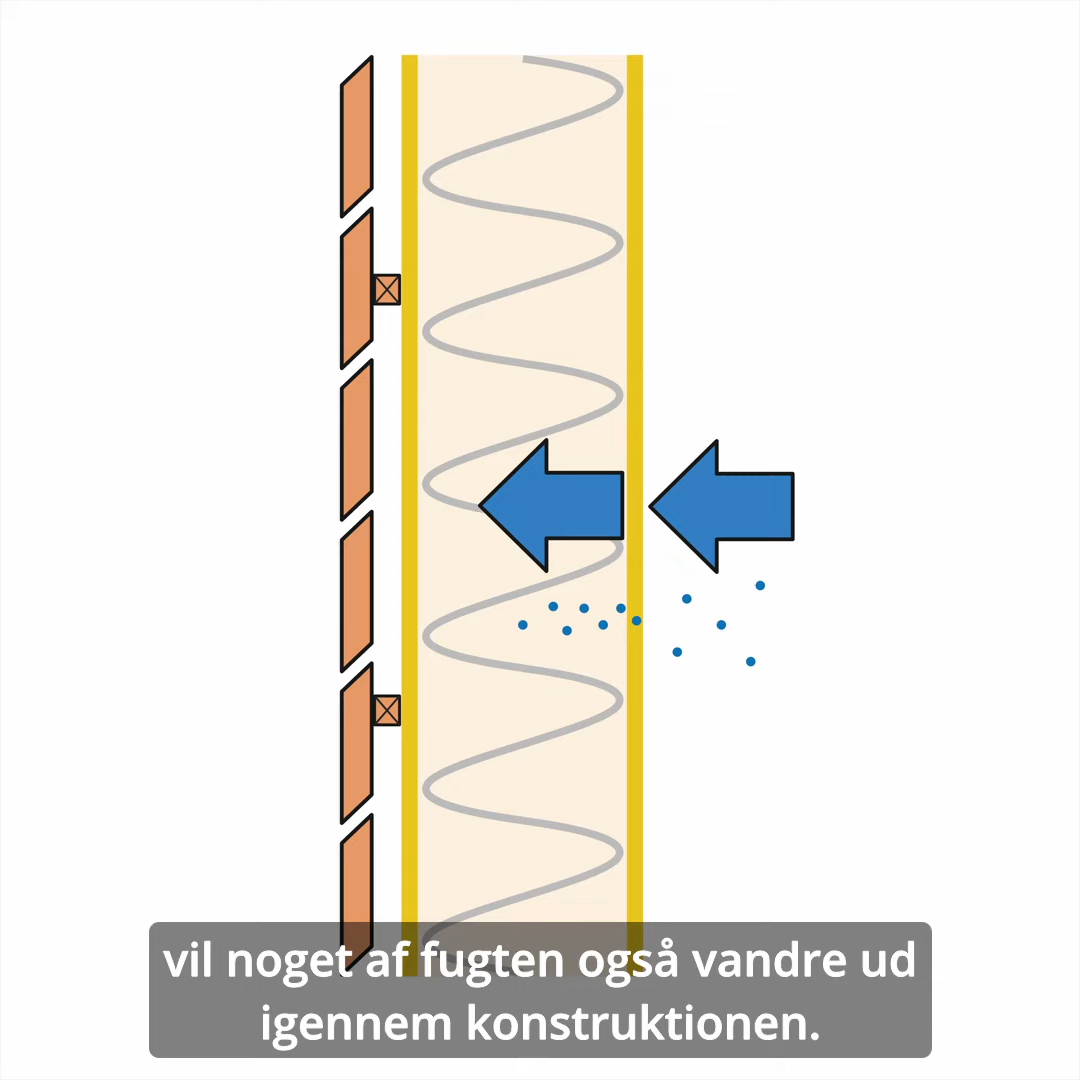 vil noget af fugten også vandre ud
igennem konstruktionen.